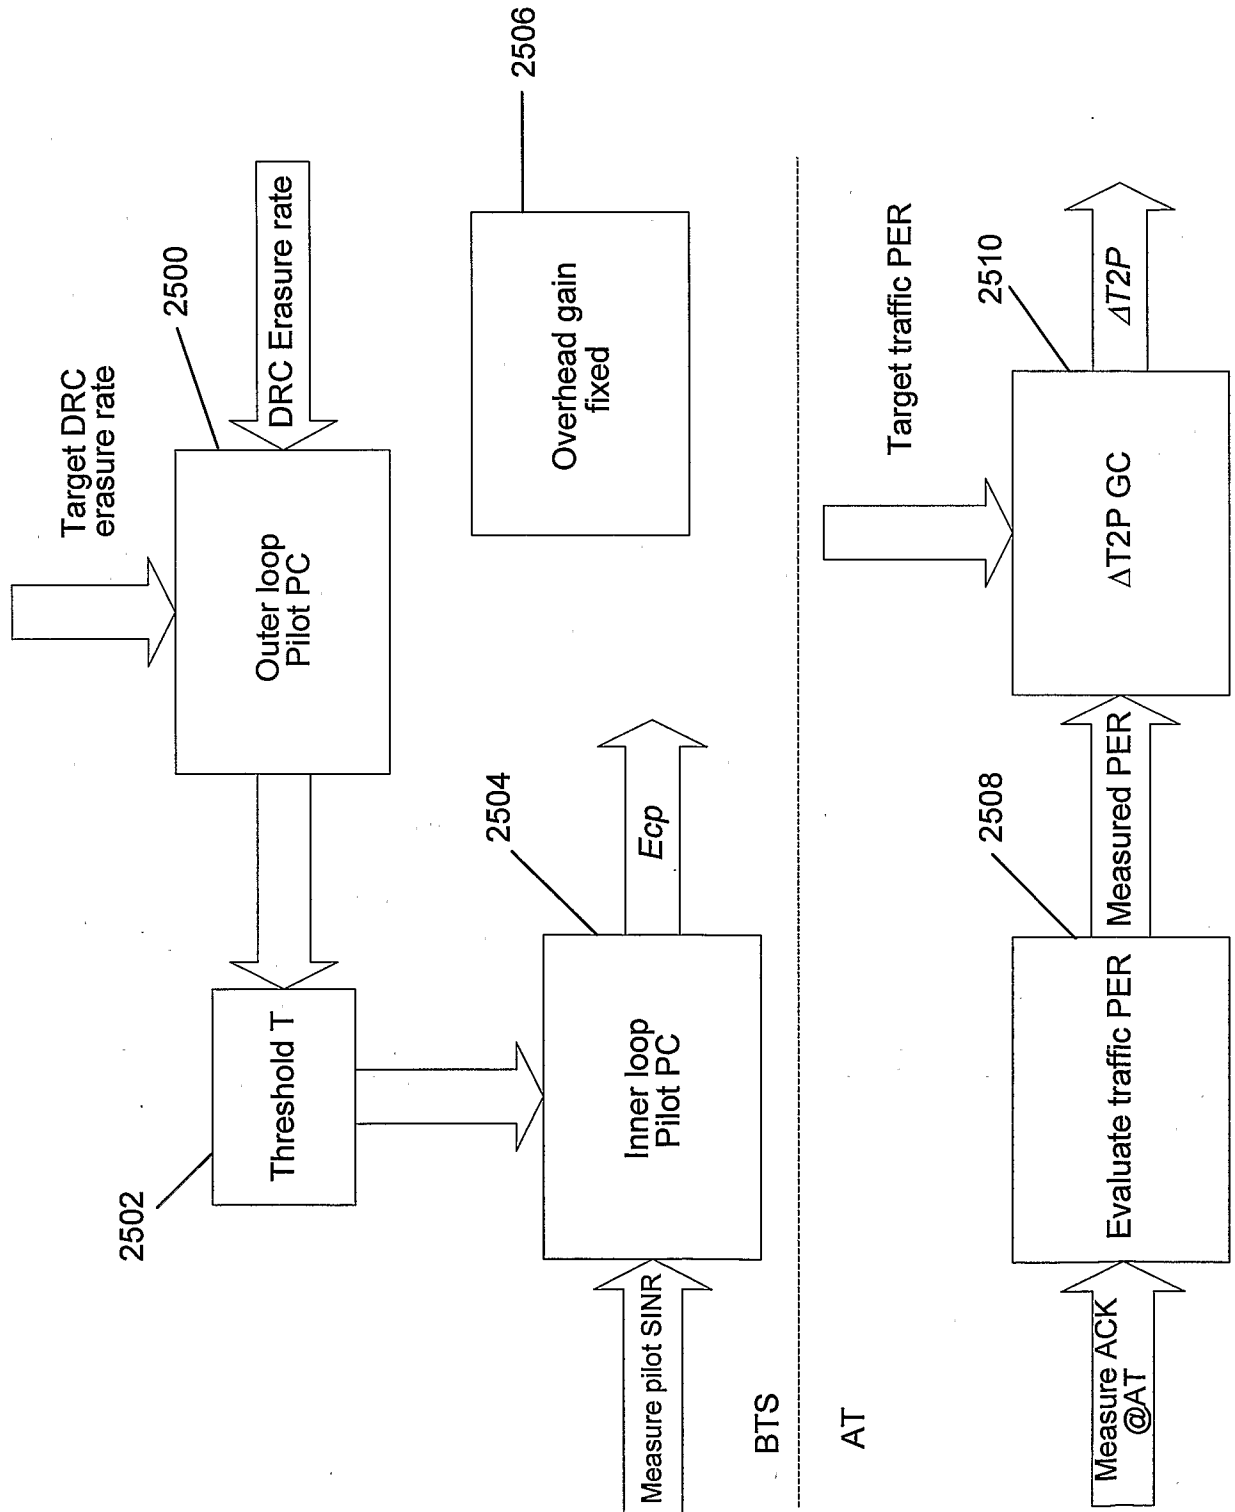 Target DRC
erasure rate
2500
DRC Erasure rate
Outer loop
Pilot PC
2502
Threshold T
2504
Inner loop
Pilot PC
Measure pilot SINR
Ecp
2506
Overhead gain
fixed
BTS
AT
Target traffic PER
2508
Measure ACK
@AT
Evaluate traffic PER
Measured PER
2510
ΔT2P GC
ΔT2P